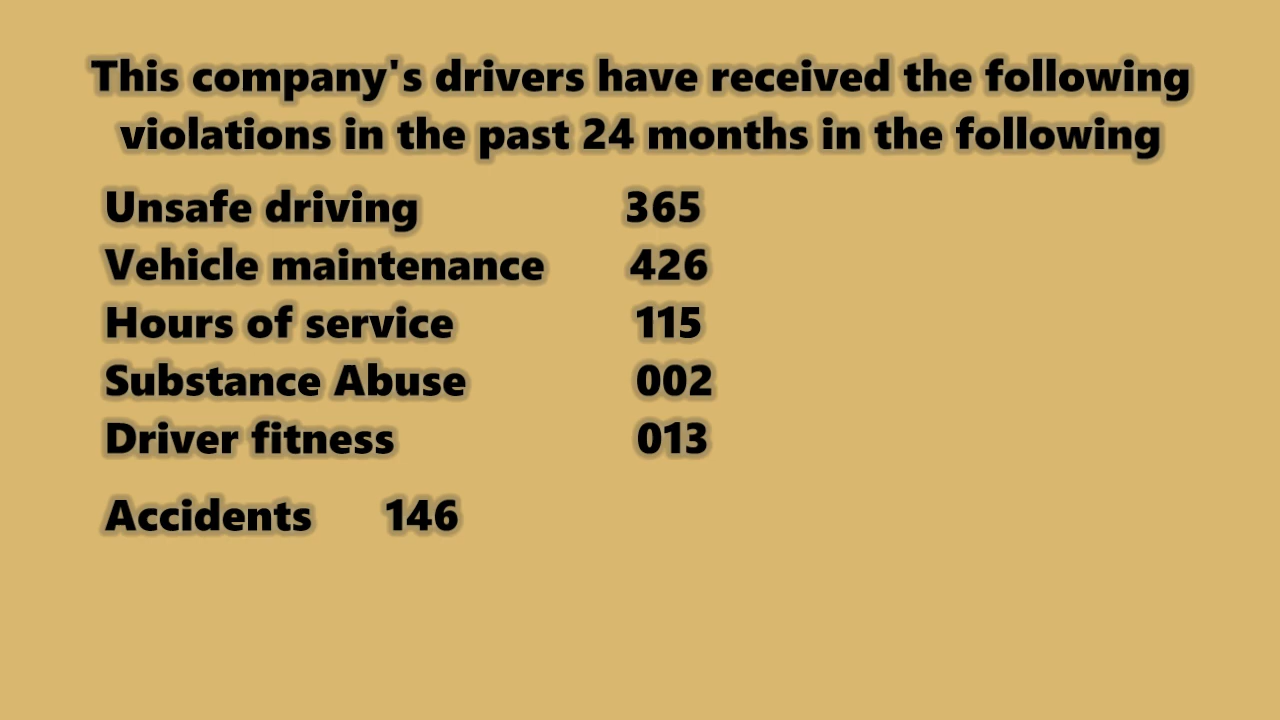 This company's drivers have received the following
violations in the past 24 months in the following
Unsafe driving 365
Vehicle maintenance 426
Hours of service 115
Substance Abuse 002
Driver fitness 013
Accidents 146